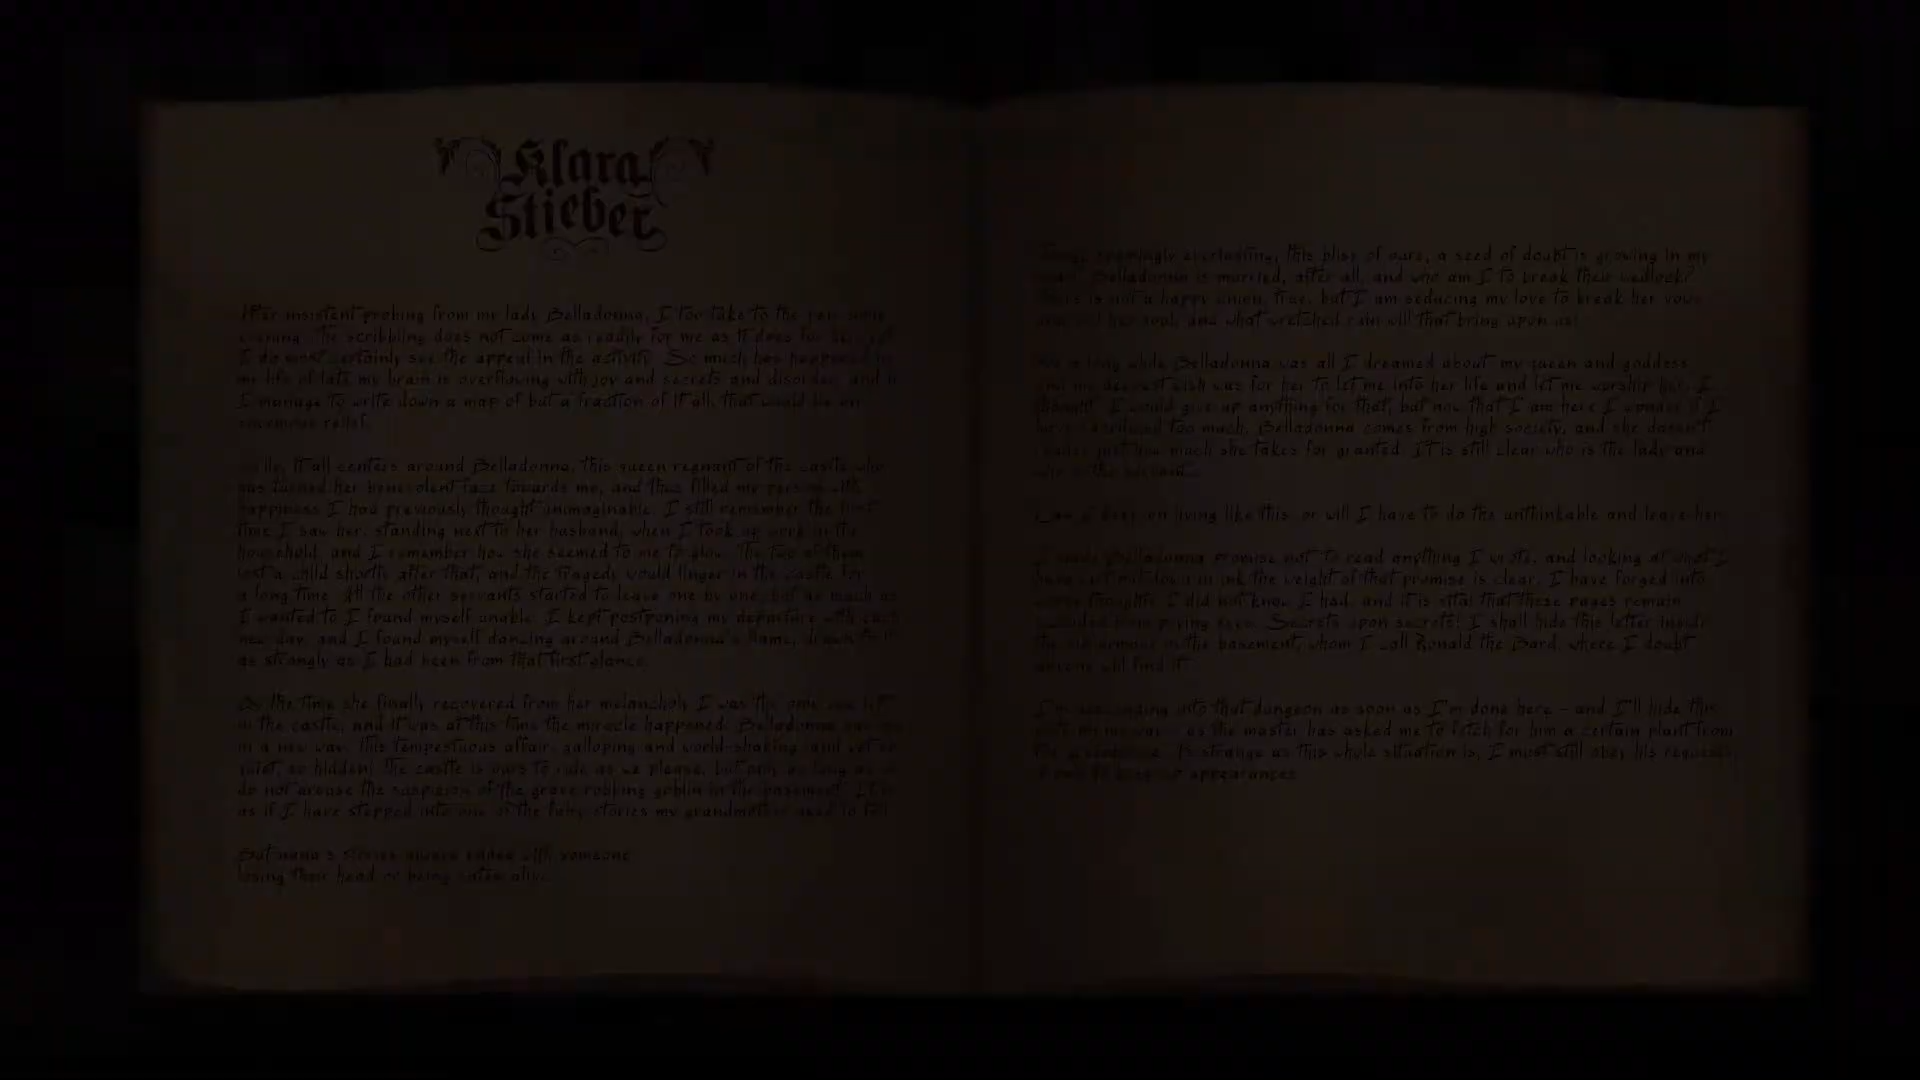 Klara
Stieber
After insistent probing from my lady Belladonna, I too take to the pen some
evening. The scribbling does not come as readily for me as it does for her, yet
I do most certainly see the appeal in the activity. So much has happened in
my life of late my brain is overflowing with joy and secrets and disorder, and if
I manage to write down a map of but a fraction of it all, that would be an
enormous relief.
it all centers around Belladonna, this queen regnant of the castle who
has turned her benevolent face towards me, and thus filled my person with
happiness I had previously thought unimaginable. I still remember the first
time I saw her, standing next to her husband, when I took up work in the
household, and I remember how she seemed to me to glow. The two of them
lost a child shortly after that, and the tragedy would linger in the castle for
a long time. All the other servants started to leave one by one, but as much as
I wanted to I found myself unable. I kept postponing my departure with each
new day, and I found myself dancing around Belladonna's flame, drawn to it
as strongly as I had been from that first glance.
By the time she finally recovered from her melancholy I was the only one left
in the castle, and it was at this time the miracle happened: Belladonna saw me
in a new way. This tempestuous affair, galloping and world-shaking and yet so
quiet, so hidden! The castle is ours to rule as we please, but only as long as we
do not arouse the suspicion of the grave robbing goblin in the basement. It is
as if I have stepped into one of the fairy stories my grandmother used to tell.
But nana's stories always ended with someone
losing their head or being eaten alive.
seemingly everlasting, this bliss of ours, a seed of doubt is growing in my
heart. Belladonna is married, after all, and who am I to break their wedlock?
Theirs is not a happy union, true, but I am seducing my love to break her vows
and her soul, and what wretched ruin will that bring upon us?
For a long while Belladonna was all I dreamed about, my queen and goddess
and my deepest wish was for her to let me into her life and let me worship her. I
thought I would give up anything for that, but now that I am here I wonder if I
have sacrificed too much. Belladonna comes from high society, and she doesn't
realize just how much she takes for granted. IT is still clear who is the lady and
who is the servant...
Can I keep on living like this, or will I have to do the unthinkable and leave her?
I made Belladonna promise not to read anything I wrote, and looking at what I
have put down in ink the weight of that promise is clear. I have forged into
words thoughts I did not know I had, and it is vital that these pages remain
secluded from prying eyes. Secrets upon secrets! I shall hide this letter inside
the old armour in the basement, whom I call Ronald the Bard, where I doubt
anyone will find it.
I'm descending into that dungeon as soon as I'm done here - and I'll hide this
note on my way - as the master has asked me to fetch for him a certain plant from
the greenhouse. As strange as this whole situation is, I must still obey his requests
if only to keep up appearances.